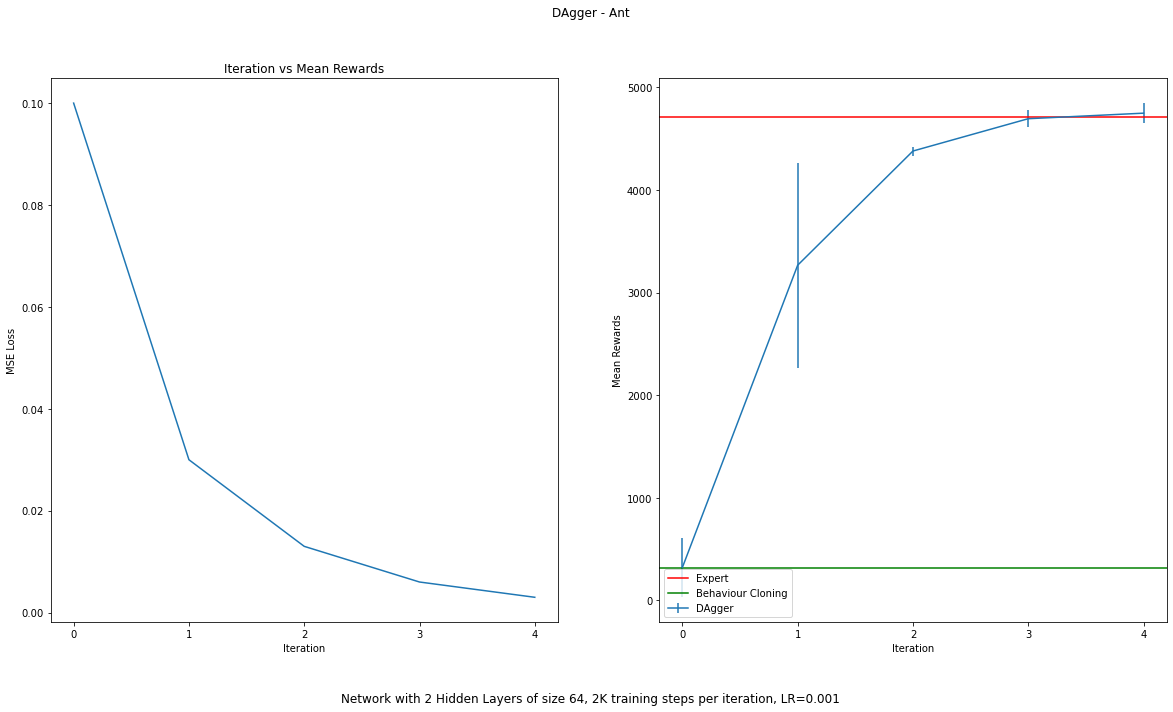 DAgger - Ant
Iteration vs Mean Rewards
0.10
0.08
0.06
0.04
0.02
0.00
MSE Loss
0 1 2 3 4
Iteration
5000
4000
3000
2000
1000
0
Mean Rewards
Expert
Behaviour Cloning
DAgger
0 1 2 3 4
Iteration
Network with 2 Hidden Layers of size 64, 2K training steps per iteration, LR=0.001